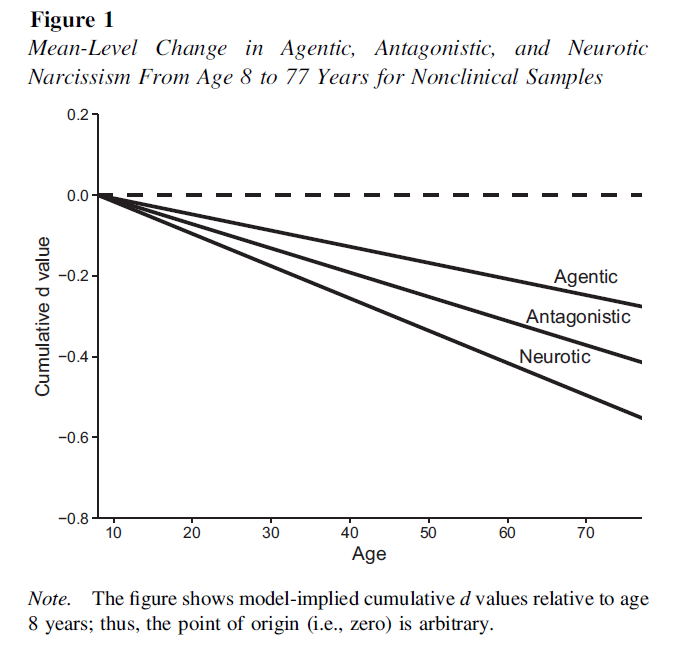 Figure 1
Mean-Level Change in Agentic, Antagonistic, and Neurotic
Narcissism From Age 8 to 77 Years for Nonclinical Samples
0.2
0.0
−0.2
−0.4
−0.6
−0.8
Cumulative d value
Agentic
Antagonistic
Neurotic
10 20 30 40 50 60 70
Age
Note. The figure shows model-implied cumulative d values relative to age
8 years; thus, the point of origin (i.e., zero) is arbitrary.